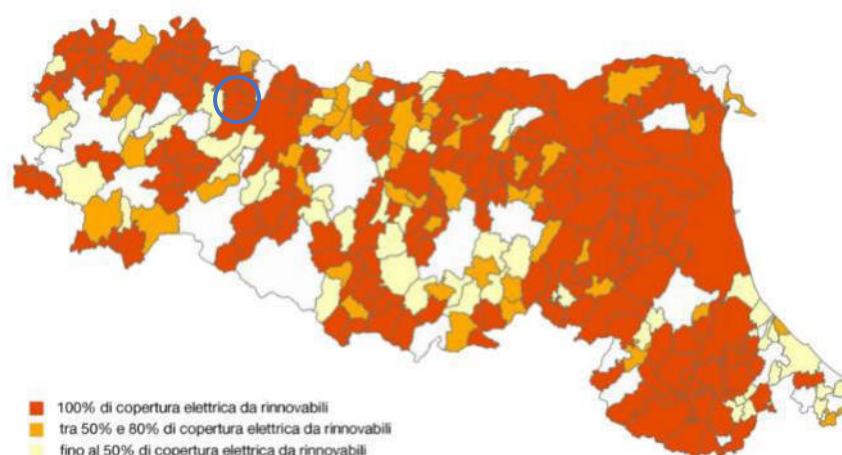 100% di copertura elettrica da rinnovabili
tra 50% e 80% di copertura elettrica da rinnovabili
fino al 50% di copertura elettrica da rinnovabili